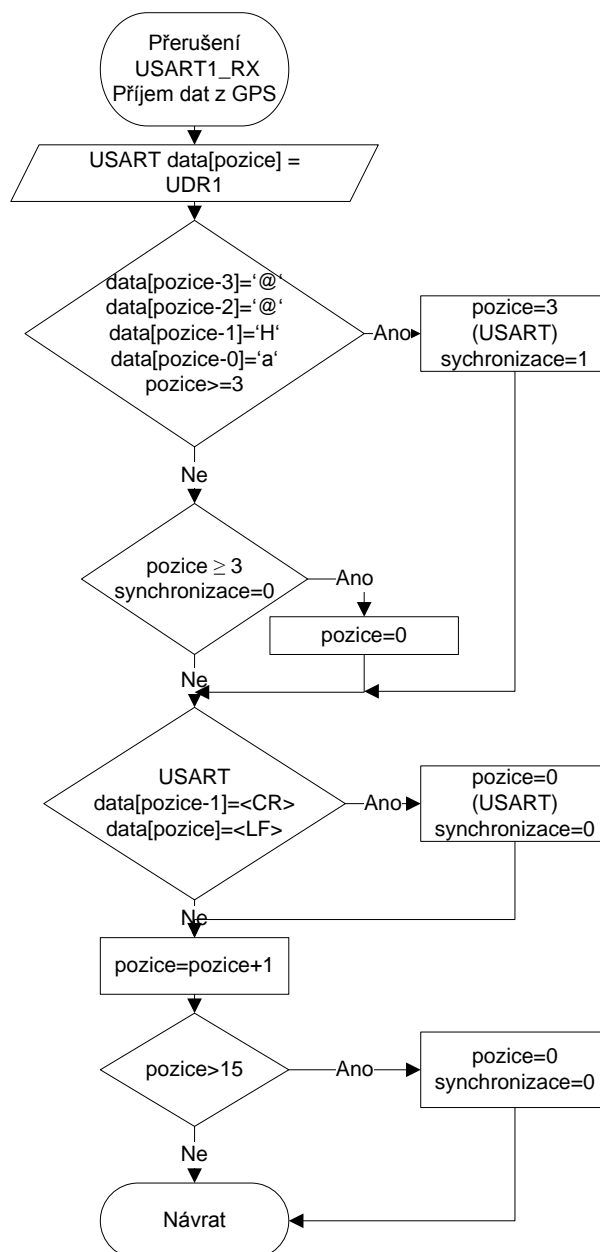 Přerušení
USART1_RX
Příjem dat z GPS
USART data[pozice] =
UDR1
data[pozice-3]=‘@‘
data[pozice-2]=‘@‘
data[pozice-1]=‘H‘
data[pozice-0]=‘a‘
pozice>=3
Ano
pozice=3
(USART)
sychronizace=1
Ne
pozice ≥ 3
synchronizace=0
Ano
pozice=0
Ne
USART
data[pozice-1]=<CR>
data[pozice]=<LF>
Ano
pozice=0
(USART)
synchronizace=0
Ne
pozice=pozice+1
pozice>15
Ano
pozice=0
synchronizace=0
Ne
Návrat